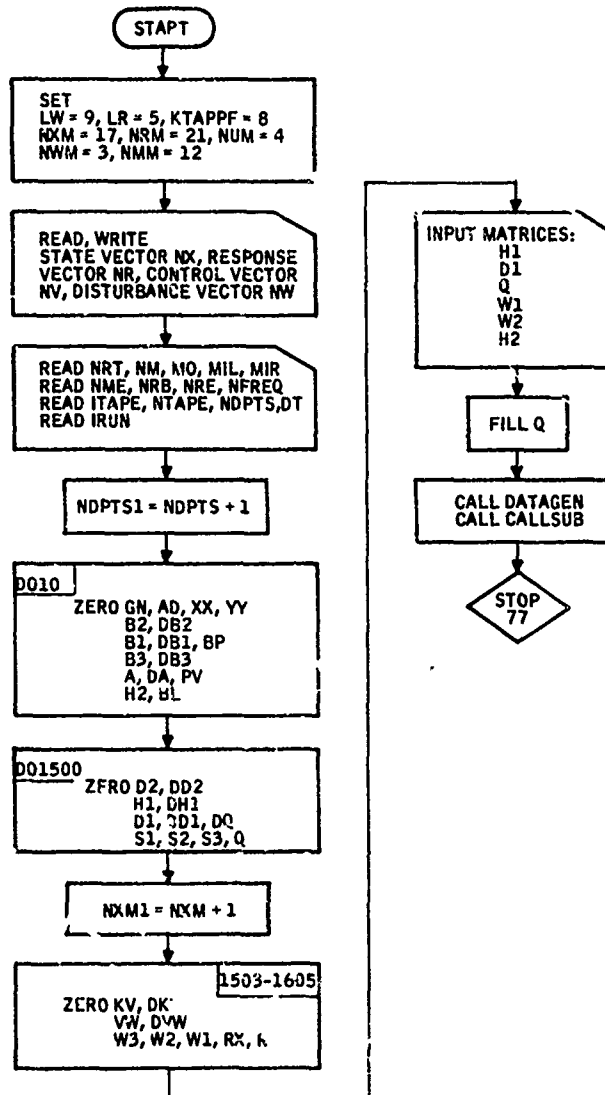 STAPT
SET
LW = 9, LR = 5, KTAPPF = 8
NXM = 17, NRM = 21, NUM = 4
NWM = 3, NMM = 12
READ, WRITE
STATE VECTOR NX, RESPONSE
VECTOR NR, CONTROL VECTOR
NV, DISTURBANCE VECTOR NW
READ NRT, NM, MO, MIL, MIR
READ NME, NRB, NRE, NFREQ
READ ITAPE, NTAPE, NDPTS,DT
READ IRUN
NDPTS1 = NDPTS + 1
DO10
ZERO GN, AD, XX, YY
B2, DB2
B1, DB1, BP
B3, DB3
A, DA, PV
H2, BL
DO1500
ZFRO D2, DD2
H1, DH1
D1, DD1, DQ
S1, S2, S3, Q
NXM1 = NXM + 1
1503-1605
ZERO KV, DK
VW, DVW
W3, W2, W1, RX,
INPUT MATRICES:
H1
D1
Q
W1
W2
H2
FILL Q
CALL DATAGEN
CALL CALLSUB
STOP
77